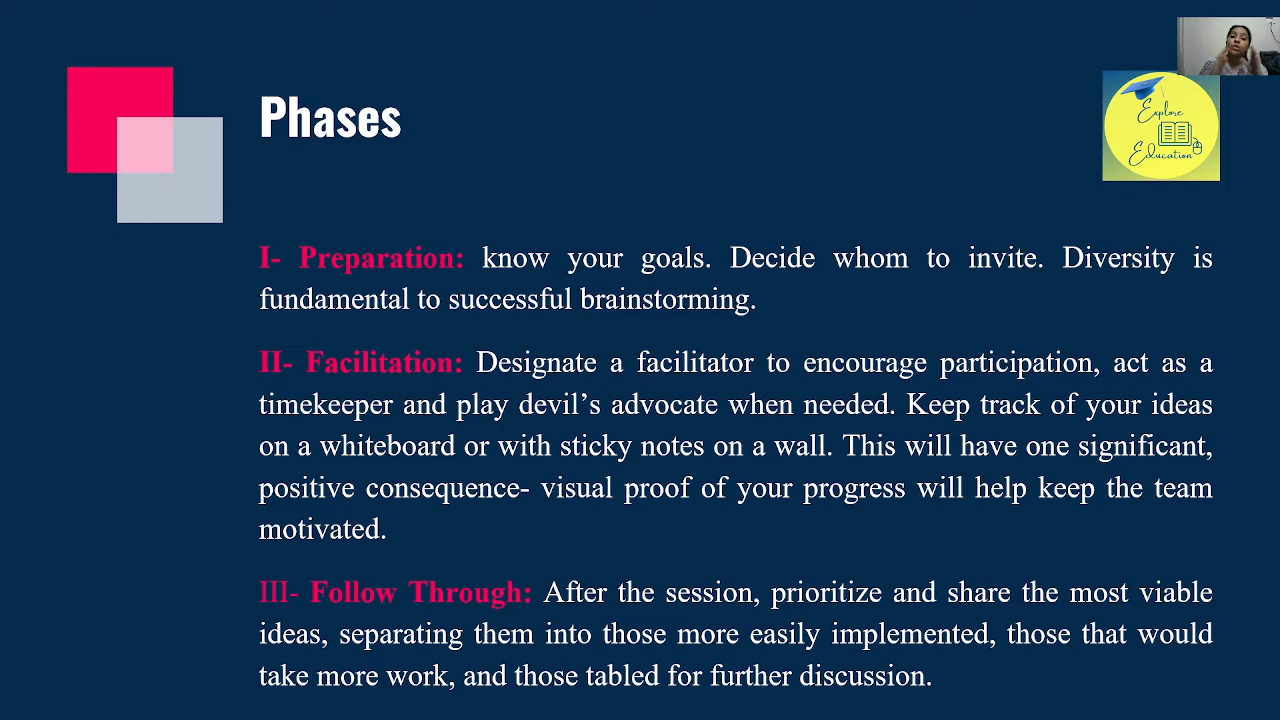 Phases
Explore
Education
I- Preparation: know your goals. Decide whom to invite. Diversity is
fundamental to successful brainstorming.
II- Facilitation: Designate a facilitator to encourage participation, act as a
timekeeper and play devil’s advocate when needed. Keep track of your ideas
on a whiteboard or with sticky notes on a wall. This will have one significant,
positive consequence- visual proof of your progress will help keep the team
motivated.
III- Follow Through: After the session, prioritize and share the most viable
ideas, separating them into those more easily implemented, those that would
take more work, and those tabled for further discussion.